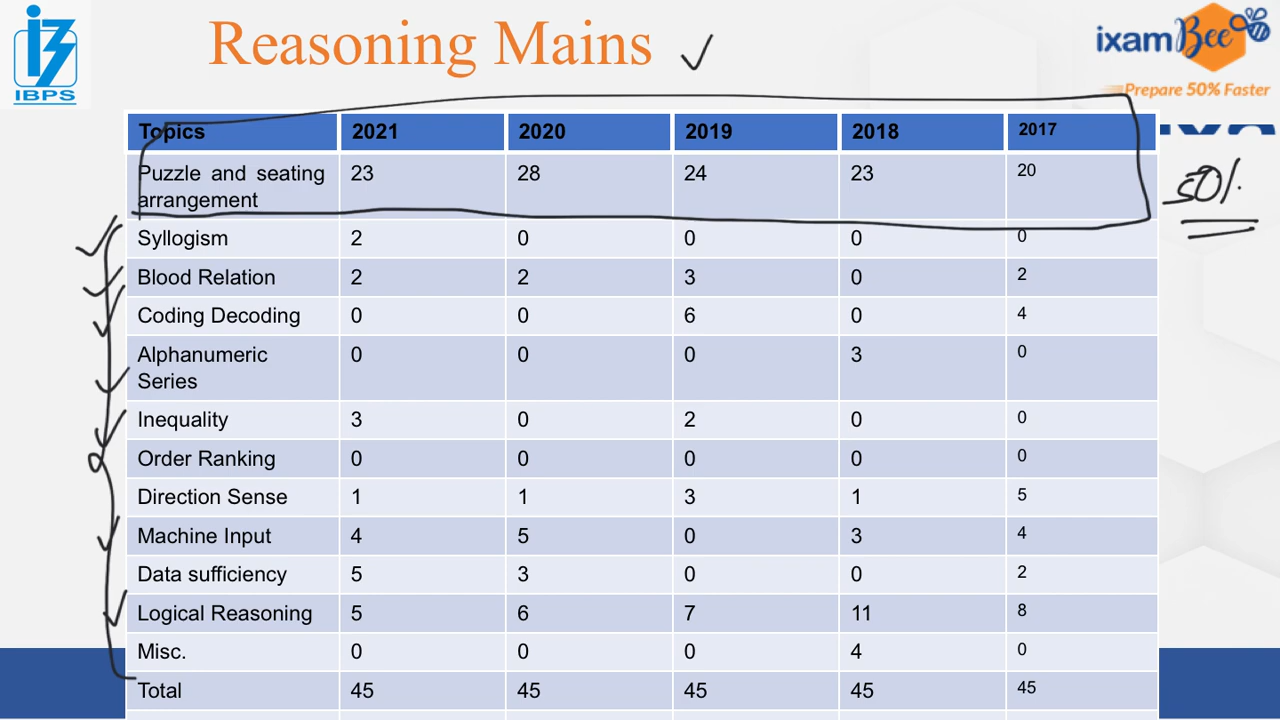 IBPS
Reasoning Mains
ixamBee
Prepare 50% Faster
Topics 2021 2020 2019 2018 2017
Puzzle and seating arrangement 23 28 24 23 20
50%
Syllogism 2 0 0 0 0
Blood Relation 2 2 3 0 2
Coding Decoding 0 0 6 0 4
Alphanumeric Series 0 0 0 3 0
Inequality 3 0 2 0 0
Order Ranking 0 0 0 0 0
Direction Sense 1 1 3 1 5
Machine Input 4 5 0 3 4
Data sufficiency 5 3 0 0 2
Logical Reasoning 5 6 7 11 8
Misc. 0 0 0 4 0
Total 45 45 45 45 45